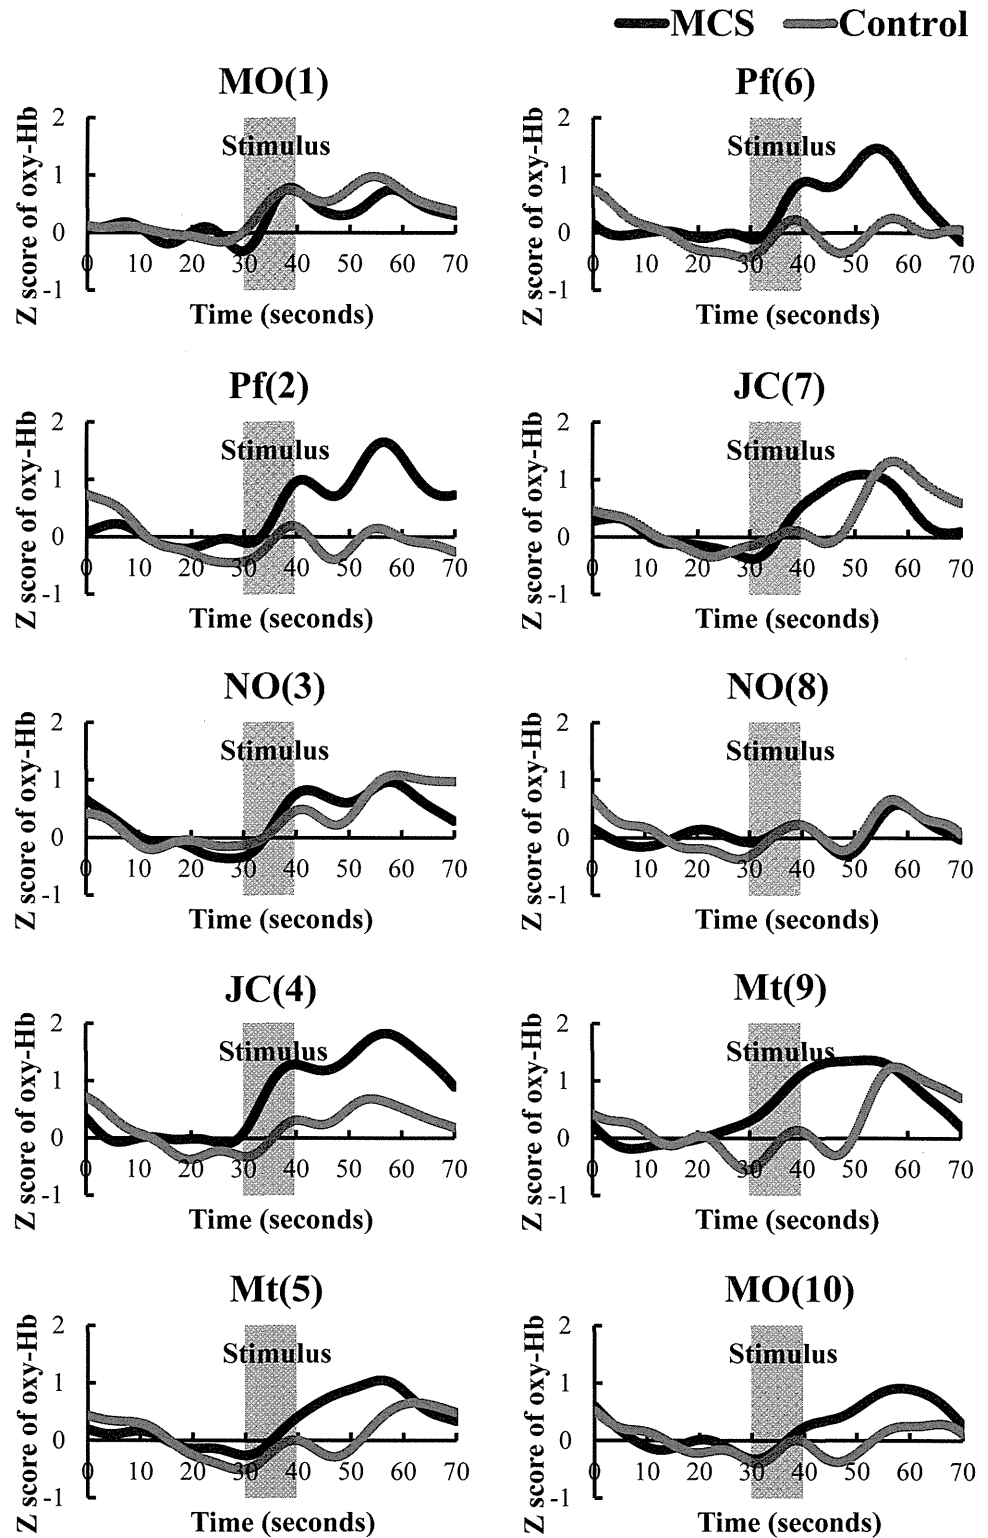 MCS Control
MO(1)
Z score of oxy-Hb
2
1
0
-1
Stimulus
0 10 20 30 40 50 60 70
Time (seconds)
Pf(6)
Z score of oxy-Hb
2
1
0
-1
Stimulus
0 10 20 30 40 50 60 70
Time (seconds)
Pf(2)
Z score of oxy-Hb
2
1
0
-1
Stimulus
0 10 20 30 40 50 60 70
Time (seconds)
JC(7)
Z score of oxy-Hb
2
1
0
-1
Stimulus
0 10 20 30 40 50 60 70
Time (seconds)
NO(3)
Z score of oxy-Hb
2
1
0
-1
Stimulus
0 10 20 30 40 50 60 70
Time (seconds)
NO(8)
Z score of oxy-Hb
2
1
0
-1
Stimulus
0 10 20 30 40 50 60 70
Time (seconds)
JC(4)
Z score of oxy-Hb
2
1
0
-1
Stimulus
0 10 20 30 40 50 60 70
Time (seconds)
Mt(9)
Z score of oxy-Hb
2
1
0
-1
Stimulus
0 10 20 30 40 50 60 70
Time (seconds)
Mt(5)
Z score of oxy-Hb
2
1
0
-1
Stimulus
0 10 20 30 40 50 60 70
Time (seconds)
MO(10)
Z score of oxy-Hb
2
1
0
-1
Stimulus
0 10 20 30 40 50 60 70
Time (seconds)